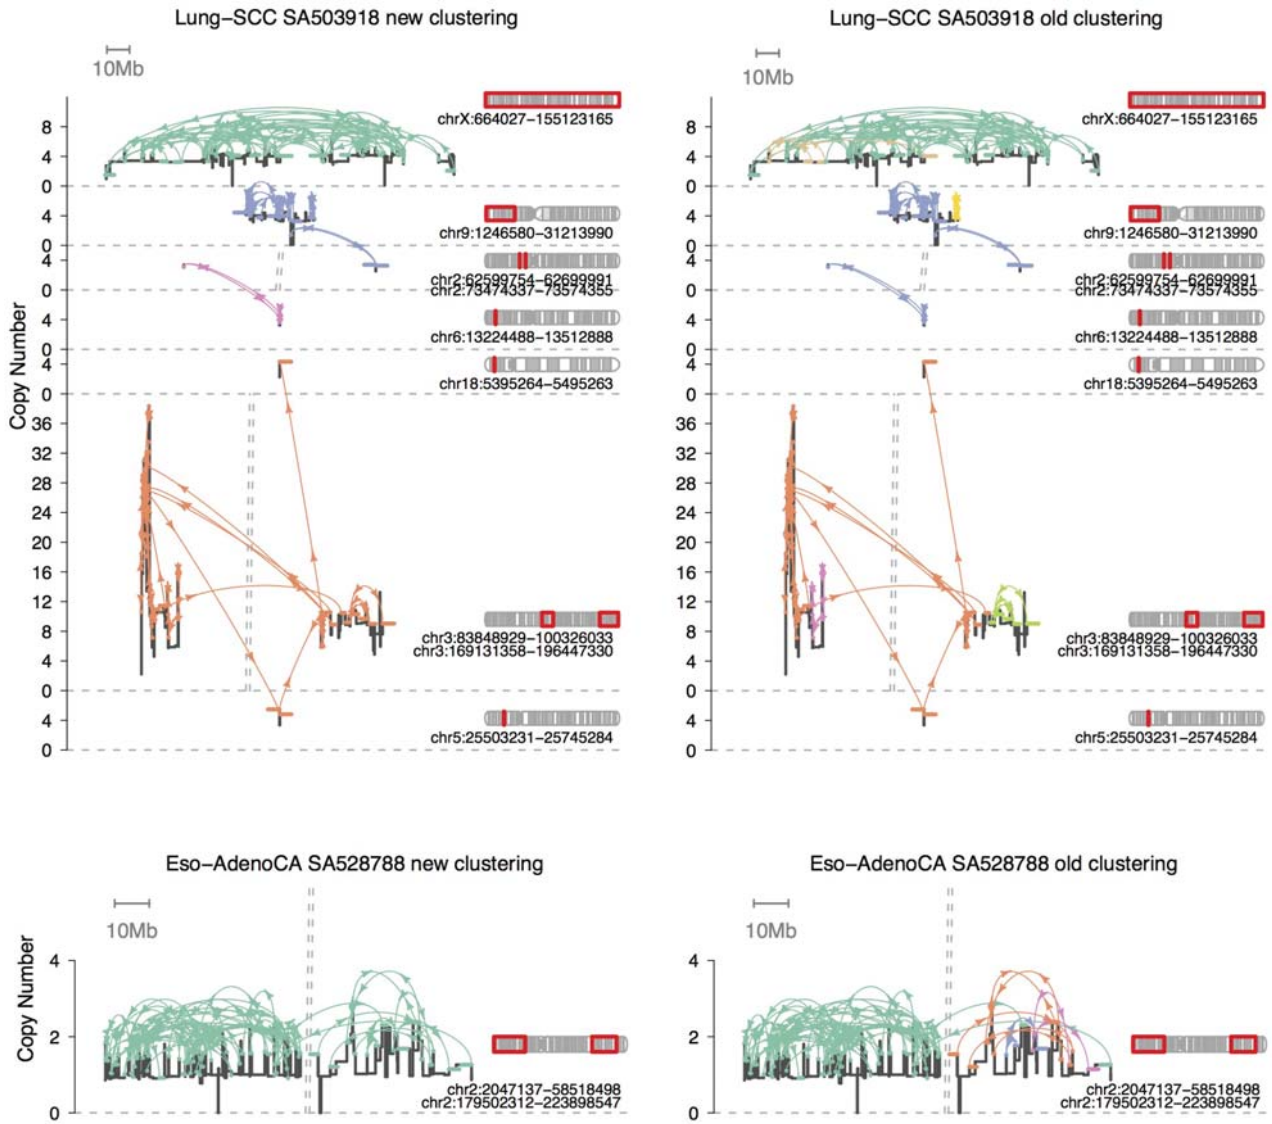 Lung−SCC SA503918 new clustering
Lung−SCC SA503918 old clustering
10Mb
10Mb
Copy Number
8
4
0
4
0
4
0
4
0
4
0
36
32
28
24
20
16
12
8
4
0
4
0
chrX:664027−155123165
chr9:1246580−31213990
chr2:62599754−62699991
chr2:73474337−73574355
chr6:13224488−13512888
chr18:5395264−5495263
chr3:83848929−100326033
chr3:169131358−196447330
chr5:25503231−25745284
8
4
0
4
0
4
0
4
0
4
0
36
32
28
24
20
16
12
8
4
0
4
0
chrX:664027−155123165
chr9:1246580−31213990
chr2:62599754−62699991
chr2:73474337−73574355
chr6:13224488−13512888
chr18:5395264−5495263
chr3:83848929−100326033
chr3:169131358−196447330
chr5:25503231−25745284
Eso−AdenoCA SA528788 new clustering
Eso−AdenoCA SA528788 old clustering
10Mb
10Mb
Copy Number
4
2
0
chr2:2047137−58518498
chr2:179502312−223898547
4
2
0
chr2:2047137−58518498
chr2:179502312−223898547